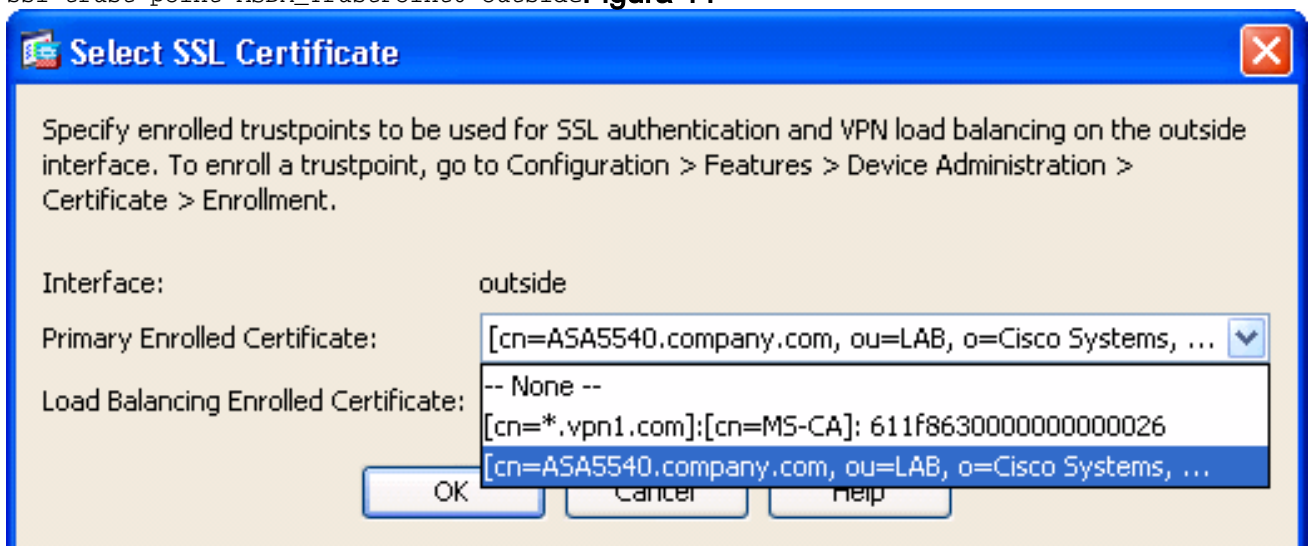 Select SSL Certificate
Specify enrolled trustpoints to be used for SSL authentication and VPN load balancing on the outside
interface. To enroll a trustpoint, go to Configuration > Features > Device Administration >
Certificate > Enrollment.
Interface: outside
Primary Enrolled Certificate: [cn=ASA5540.company.com, ou=LAB, o=Cisco Systems, ...
Load Balancing Enrolled Certificate:
-- None --
[cn=*.vpn1.com]:[cn=MS-CA]: 611f8630000000000026
[cn=ASA5540.company.com, ou=LAB, o=Cisco Systems, ...
OK Cancel Help